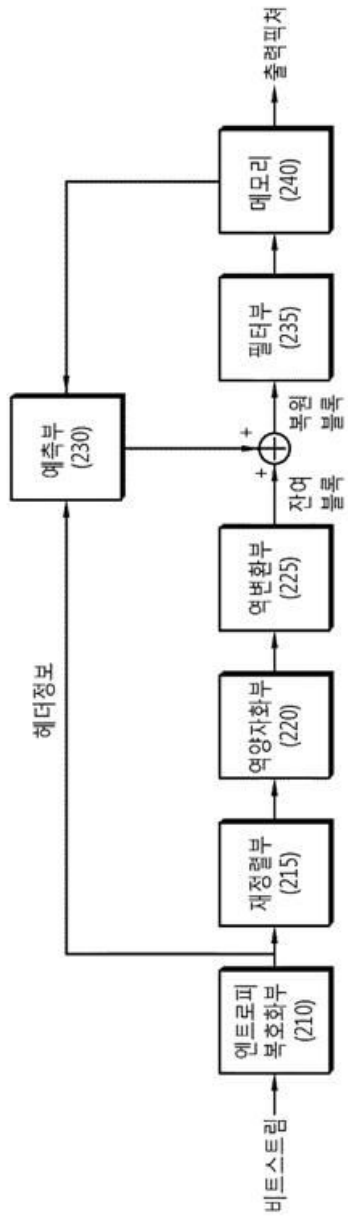 비트스트림
엔트로피
복호화부
(210)
재정렬부
(215)
역양자화부
(220)
역변환부
(225)
잔여
블록
+
+
복원
블록
필터부
(235)
메모리
(240)
출력픽쳐
헤더정보
예측부
(230)